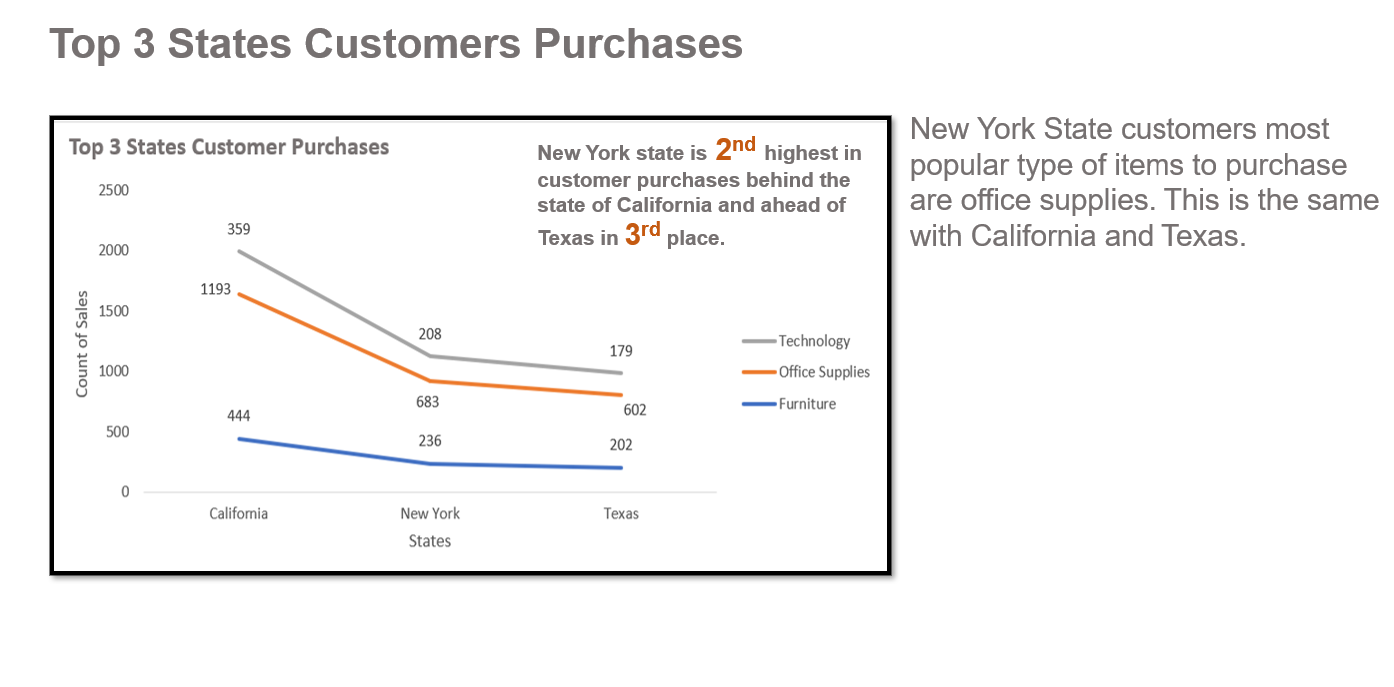 Top 3 States Customers Purchases
Top 3 States Customer Purchases
New York state is 2nd highest in
customer purchases behind the
state of California and ahead of
Texas in 3rd place.
2500
2000
1500
1000
500
0
Count of Sales
359
1193
444
208
683
236
179
602
202
California
New York
Texas
States
Technology
Office Supplies
Furniture
New York State customers most
popular type of items to purchase
are office supplies. This is the same
with California and Texas.